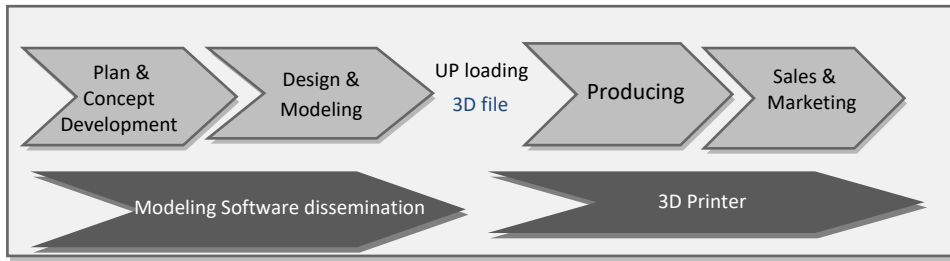 Plan &
Concept
Development
Design &
Modeling
UP loading
3D file
Producing
Sales &
Marketing
Modeling Software dissemination
3D Printer